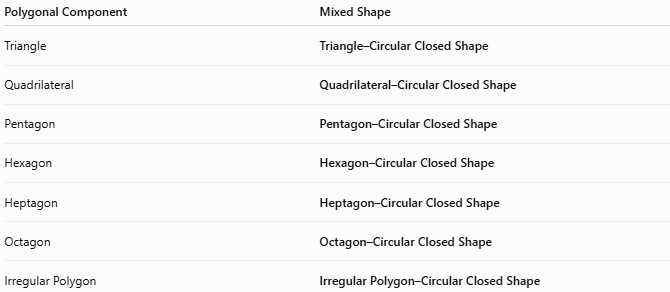 Polygonal Component Mixed Shape
Triangle Triangle–Circular Closed Shape
Quadrilateral Quadrilateral–Circular Closed Shape
Pentagon Pentagon–Circular Closed Shape
Hexagon Hexagon–Circular Closed Shape
Heptagon Heptagon–Circular Closed Shape
Octagon Octagon–Circular Closed Shape
Irregular Polygon Irregular Polygon–Circular Closed Shape